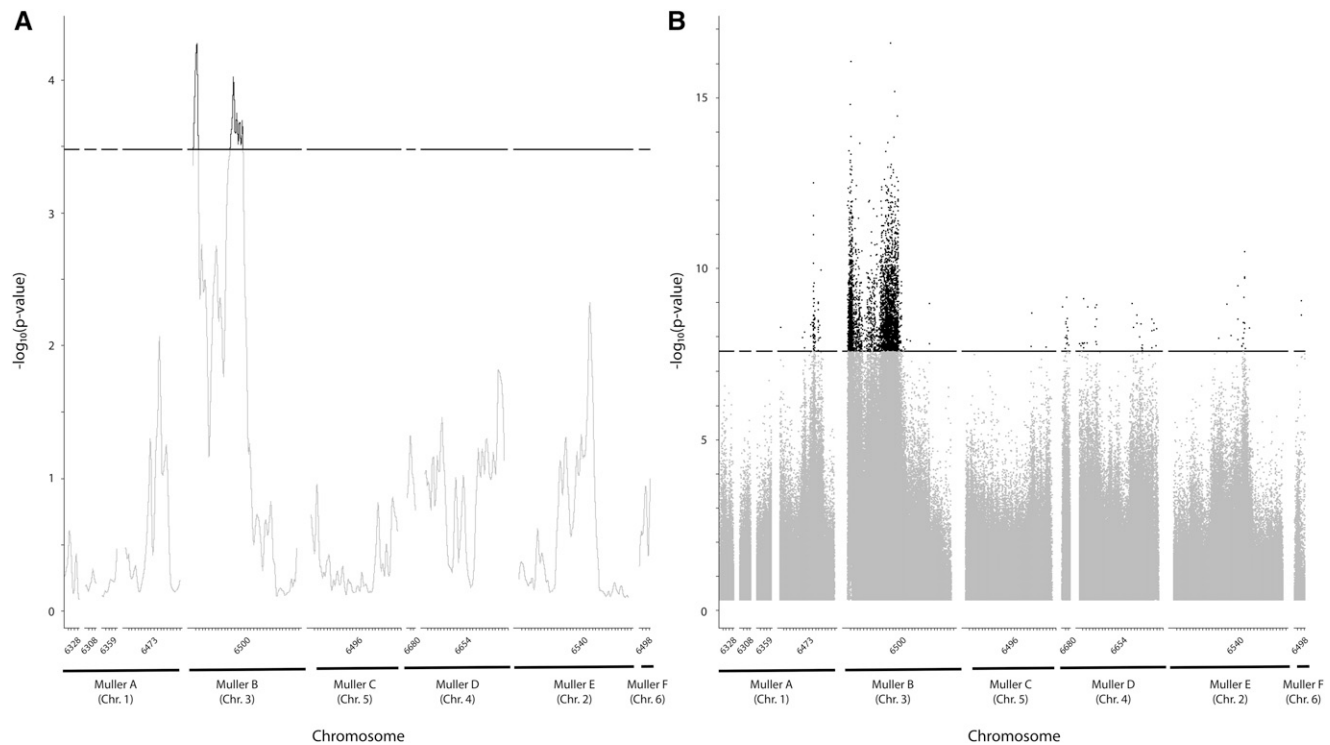 A
-log10(p-value)
4
3
2
1
0
6328 6308 6359 6473 6500 6496 6680 6654 6540 6498
Muller A Muller B Muller C Muller D Muller E Muller F
(Chr. 1) (Chr. 3) (Chr. 5) (Chr. 4) (Chr. 2) (Chr. 6)
Chromosome
B
-log10(p-value)
15
10
5
0
6328 6308 6359 6473 6500 6496 6680 6654 6540 6498
Muller A Muller B Muller C Muller D Muller E Muller F
(Chr. 1) (Chr. 3) (Chr. 5) (Chr. 4) (Chr. 2) (Chr. 6)
Chromosome